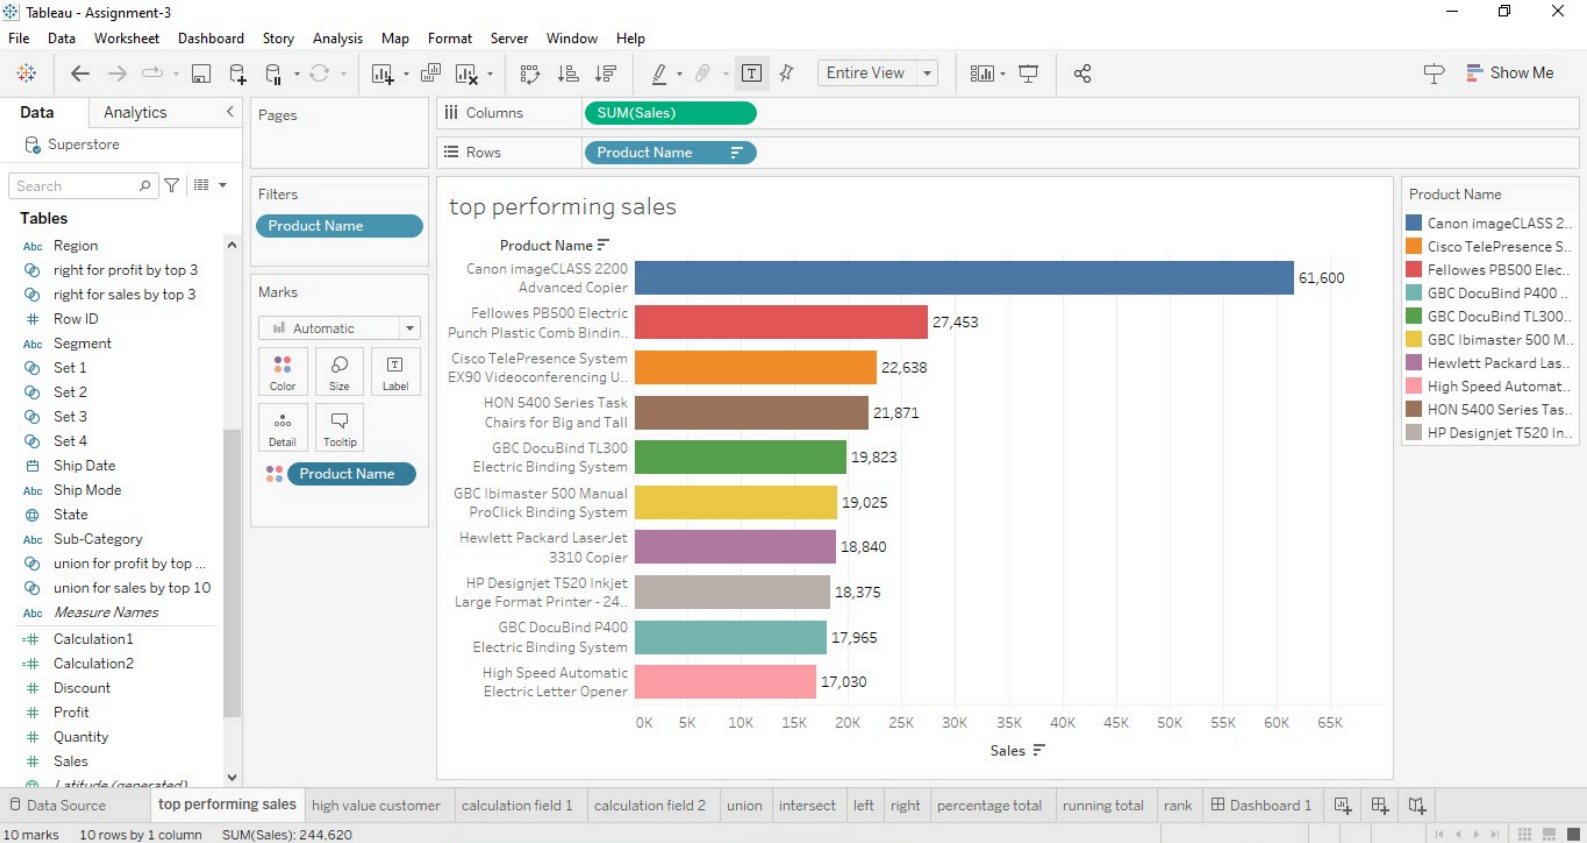 Tableau - Assignment-3
File Data Worksheet Dashboard Story Analysis Map Format Server Window Help
Entire View
Show Me
Data Analytics
Superstore
Search
Tables
Abc Region
right for profit by top 3
right for sales by top 3
# Row ID
Abc Segment
Set 1
Set 2
Set 3
Set 4
Ship Date
Abc Ship Mode
State
Abc Sub-Category
union for profit by top ...
union for sales by top 10
Abc Measure Names
=# Calculation1
=# Calculation2
# Discount
# Profit
# Quantity
# Sales
Latitude (generated)
Pages
Filters
Product Name
Marks
Automatic
Color Size Label
Detail Tooltip
Product Name
Columns SUM(Sales)
Rows Product Name
top performing sales
Product Name
Canon imageCLASS 2200
Advanced Copier
61,600
Fellowes PB500 Electric
Punch Plastic Comb Bindin..
27,453
Cisco TelePresence System
EX90 Videoconferencing U..
22,638
HON 5400 Series Task
Chairs for Big and Tall
21,871
GBC DocuBind TL300
Electric Binding System
19,823
GBC Ibimaster 500 Manual
ProClick Binding System
19,025
Hewlett Packard LaserJet
3310 Copier
18,840
HP Designjet T520 Inkjet
Large Format Printer - 24..
18,375
GBC DocuBind P400
Electric Binding System
17,965
High Speed Automatic
Electric Letter Opener
17,030
0K 5K 10K 15K 20K 25K 30K 35K 40K 45K 50K 55K 60K 65K
Sales
Product Name
Canon imageCLASS 2..
Cisco TelePresence S..
Fellowes PB500 Elec..
GBC DocuBind P400 ..
GBC DocuBind TL300..
GBC Ibimaster 500 M..
Hewlett Packard Las..
High Speed Automat..
HON 5400 Series Tas..
HP Designjet T520 In..
Data Source top performing sales high value customer calculation field 1 calculation field 2 union intersect left right percentage total running total rank Dashboard 1
10 marks 10 rows by 1 column SUM(Sales): 244,620